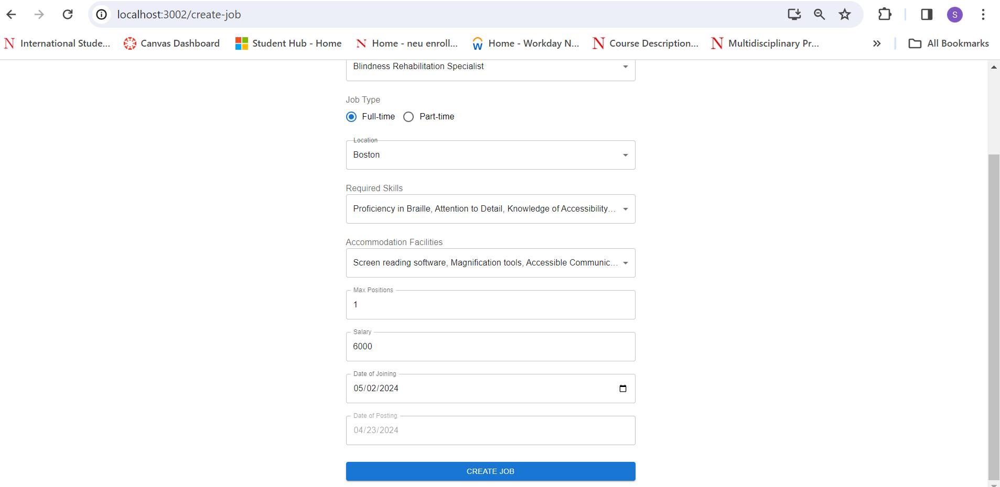 localhost:3002/create-job
S
International Stude...
Canvas Dashboard
Student Hub - Home
Home - neu enroll...
Home - Workday N...
Course Description...
Multidisciplinary Pr...
All Bookmarks
Blindness Rehabilitation Specialist
Job Type
Full-time Part-time
Location
Boston
Required Skills
Proficiency in Braille, Attention to Detail, Knowledge of Accessibility...
Accommodation Facilities
Screen reading software, Magnification tools, Accessible Communic...
Max Positions
1
Salary
6000
Date of Joining
05/02/2024
Date of Posting
04/23/2024
CREATE JOB